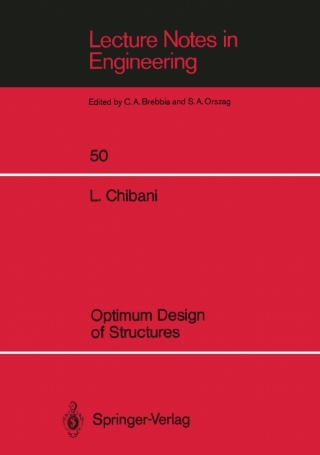 Lecture Notes in
Engineering
Edited by C.A. Brebbia and S.A. Orszag
50
L. Chibani
Optimum Design
of Structures
Springer-Verlag